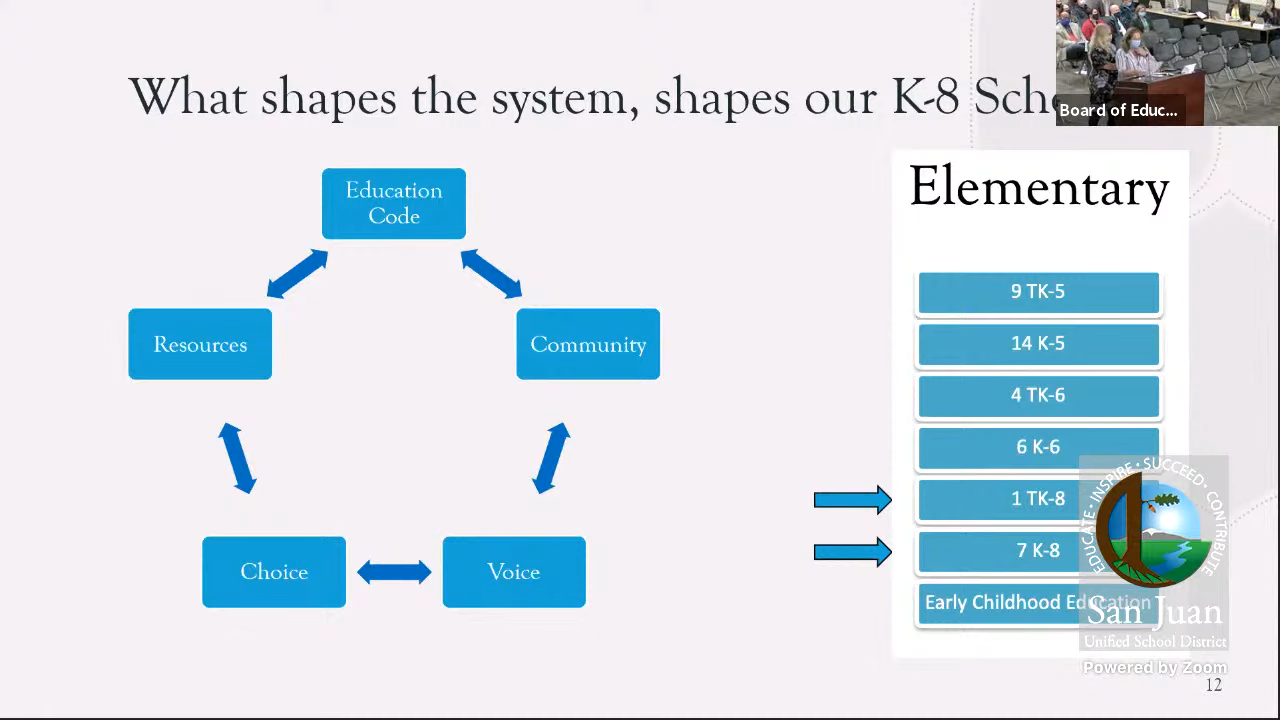 What shapes the system, shapes our K-8
Board of Educ...
Education
Code
Resources
Community
Choice
Voice
Elementary
9 TK-5
14 K-5
4 TK-6
6 K-6
1 TK-8
7 K-8
Early Childhood Education
EDUCATE • INSPIRE • SUCCEED • CONTRIBUTE
San Juan
Unified School District
Powered by Zoom
12